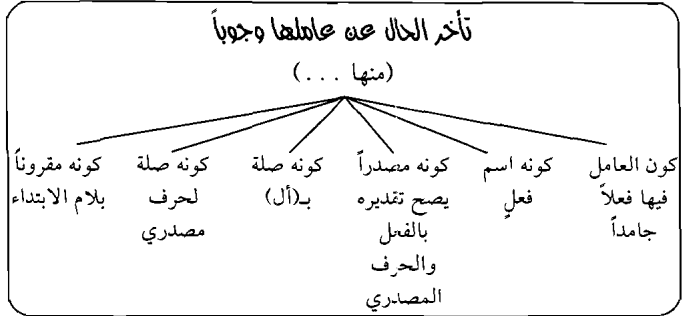 تأخر الحال عن عاملها وجوباً
(منها ...)
كون العامل
فيها فعلاً
جامداً
كونه اسم
فعلٍ
كونه مصدراً
يصح تقديره
بالفعل
والحرف
المصدري
كونه صلة
بـ(أل)
كونه صلة
لحرف
مصدري
كونه مقروناً
بلام الابتداء